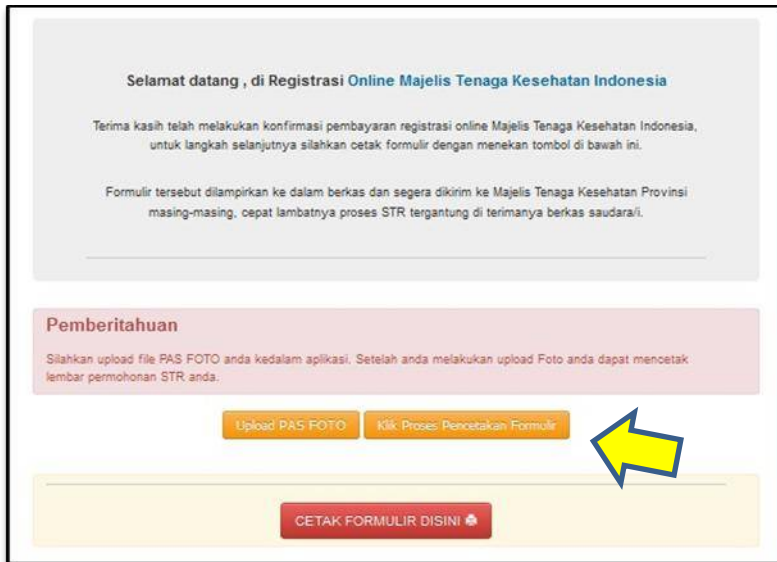 Selamat datang , di Registrasi Online Majelis Tenaga Kesehatan Indonesia
Terima kasih telah melakukan konfirmasi pembayaran registrasi online Majelis Tenaga Kesehatan Indonesia,
untuk langkah selanjutnya silahkan cetak formulir dengan menekan tombol di bawah ini.
Formulir tersebut dilampirkan ke dalam berkas dan segera dikirim ke Majelis Tenaga Kesehatan Provinsi
masing-masing, cepat lambatnya proses STR tergantung di terimanya berkas saudara/i.
Pemberitahuan
Silahkan upload file PAS FOTO anda kedalam aplikasi. Setelah anda melakukan upload Foto anda dapat mencetak
lembar permohonan STR anda.
Upload PAS FOTO Klik Proses Pencetakan Formulir
CETAK FORMULIR DISINI